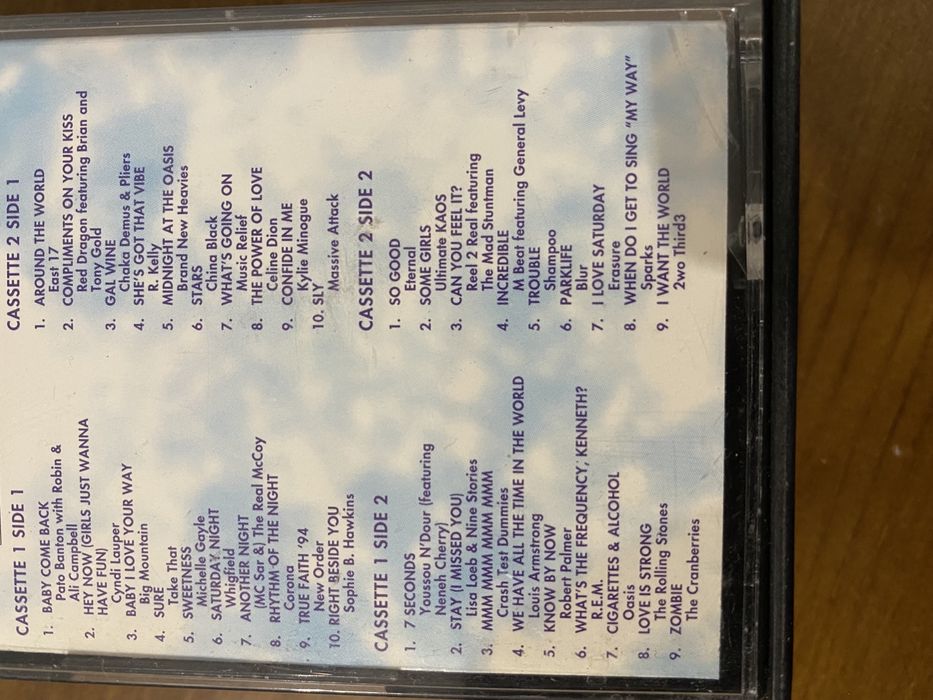 CASSETTE 1 SIDE 1
1. BABY COME BACK
Pato Banton with Robin &
Ali Campbell
2. HEY NOW (GIRLS JUST WANNA
HAVE FUN)
Cyndi Lauper
3. BABY I LOVE YOUR WAY
Big Mountain
4. SURE
Take That
5. SWEETNESS
Michelle Gayle
6. SATURDAY NIGHT
Whigfield
7. ANOTHER NIGHT
(MC Sar &) The Real McCoy
8. RHYTHM OF THE NIGHT
Corona
9. TRUE FAITH '94
New Order
10. RIGHT BESIDE YOU
Sophie B. Hawkins
CASSETTE 1 SIDE 2
1. 7 SECONDS
Youssou N'Dour (featuring
Neneh Cherry)
2. STAY (I MISSED YOU)
Lisa Loeb & Nine Stories
3. MMM MMM MMM MMM
Crash Test Dummies
4. WE HAVE ALL THE TIME IN THE WORLD
Louis Armstrong
5. KNOW BY NOW
Robert Palmer
6. WHAT'S THE FREQUENCY, KENNETH?
R.E.M.
7. CIGARETTES & ALCOHOL
Oasis
8. LOVE IS STRONG
The Rolling Stones
9. ZOMBIE
The Cranberries
CASSETTE 2 SIDE 1
1. AROUND THE WORLD
East 17
2. COMPLIMENTS ON YOUR KISS
Red Dragon featuring Brian and
Tony Gold
3. GAL WINE
Chaka Demus & Pliers
4. SHE'S GOT THAT VIBE
R. Kelly
5. MIDNIGHT AT THE OASIS
Brand New Heavies
6. STARS
China Black
7. WHAT'S GOING ON
Music Relief
8. THE POWER OF LOVE
Celine Dion
9. CONFIDE IN ME
Kylie Minogue
10. SLY
Massive Attack
CASSETTE 2 SIDE 2
1. SO GOOD
Eternal
2. SOME GIRLS
Ultimate KAOS
3. CAN YOU FEEL IT?
Reel 2 Real featuring
The Mad Stuntman
4. INCREDIBLE
M Beat featuring General Levy
5. TROUBLE
Shampoo
6. PARKLIFE
Blur
7. I LOVE SATURDAY
Erasure
8. WHEN DO I GET TO SING "MY WAY"
Sparks
9. I WANT THE WORLD
2wo Third3